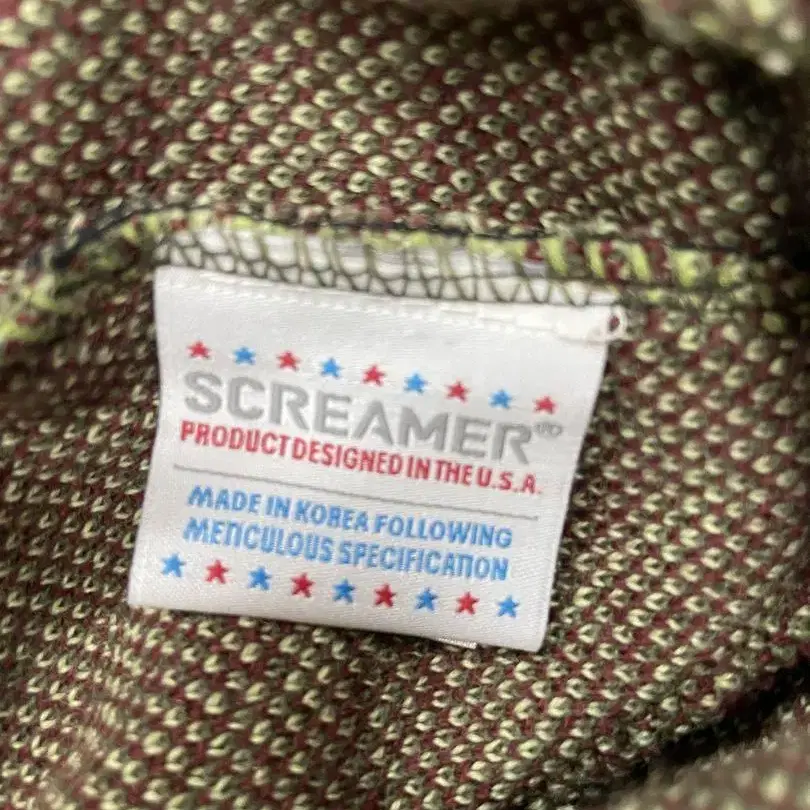 SCREAMER®
PRODUCT DESIGNED IN THE U.S.A.
MADE IN KOREA FOLLOWING
METICULOUS SPECIFICATION